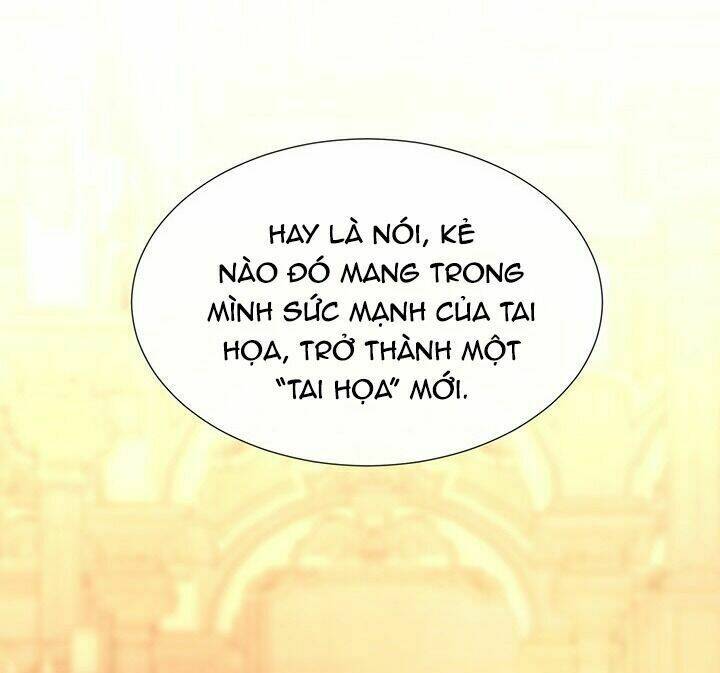 HAY LÀ NÓI, KẺ
NÀO ĐÓ MANG TRONG
MÌNH SỨC MẠNH CỦA TAI
HỌA, TRỞ THÀNH MỘT
"TAI HỌA" MỚI.